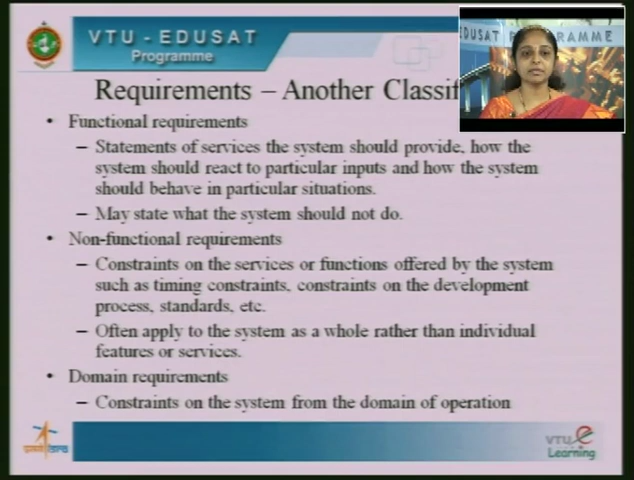 VTU - EDUSAT
Programme
EDUSAT PROGRAMME
Requirements – Another Classif
• Functional requirements
– Statements of services the system should provide, how the
system should react to particular inputs and how the system
should behave in particular situations.
– May state what the system should not do.
• Non-functional requirements
– Constraints on the services or functions offered by the system
such as timing constraints, constraints on the development
process, standards, etc.
– Often apply to the system as a whole rather than individual
features or services.
• Domain requirements
– Constraints on the system from the domain of operation
VTU e
Learning